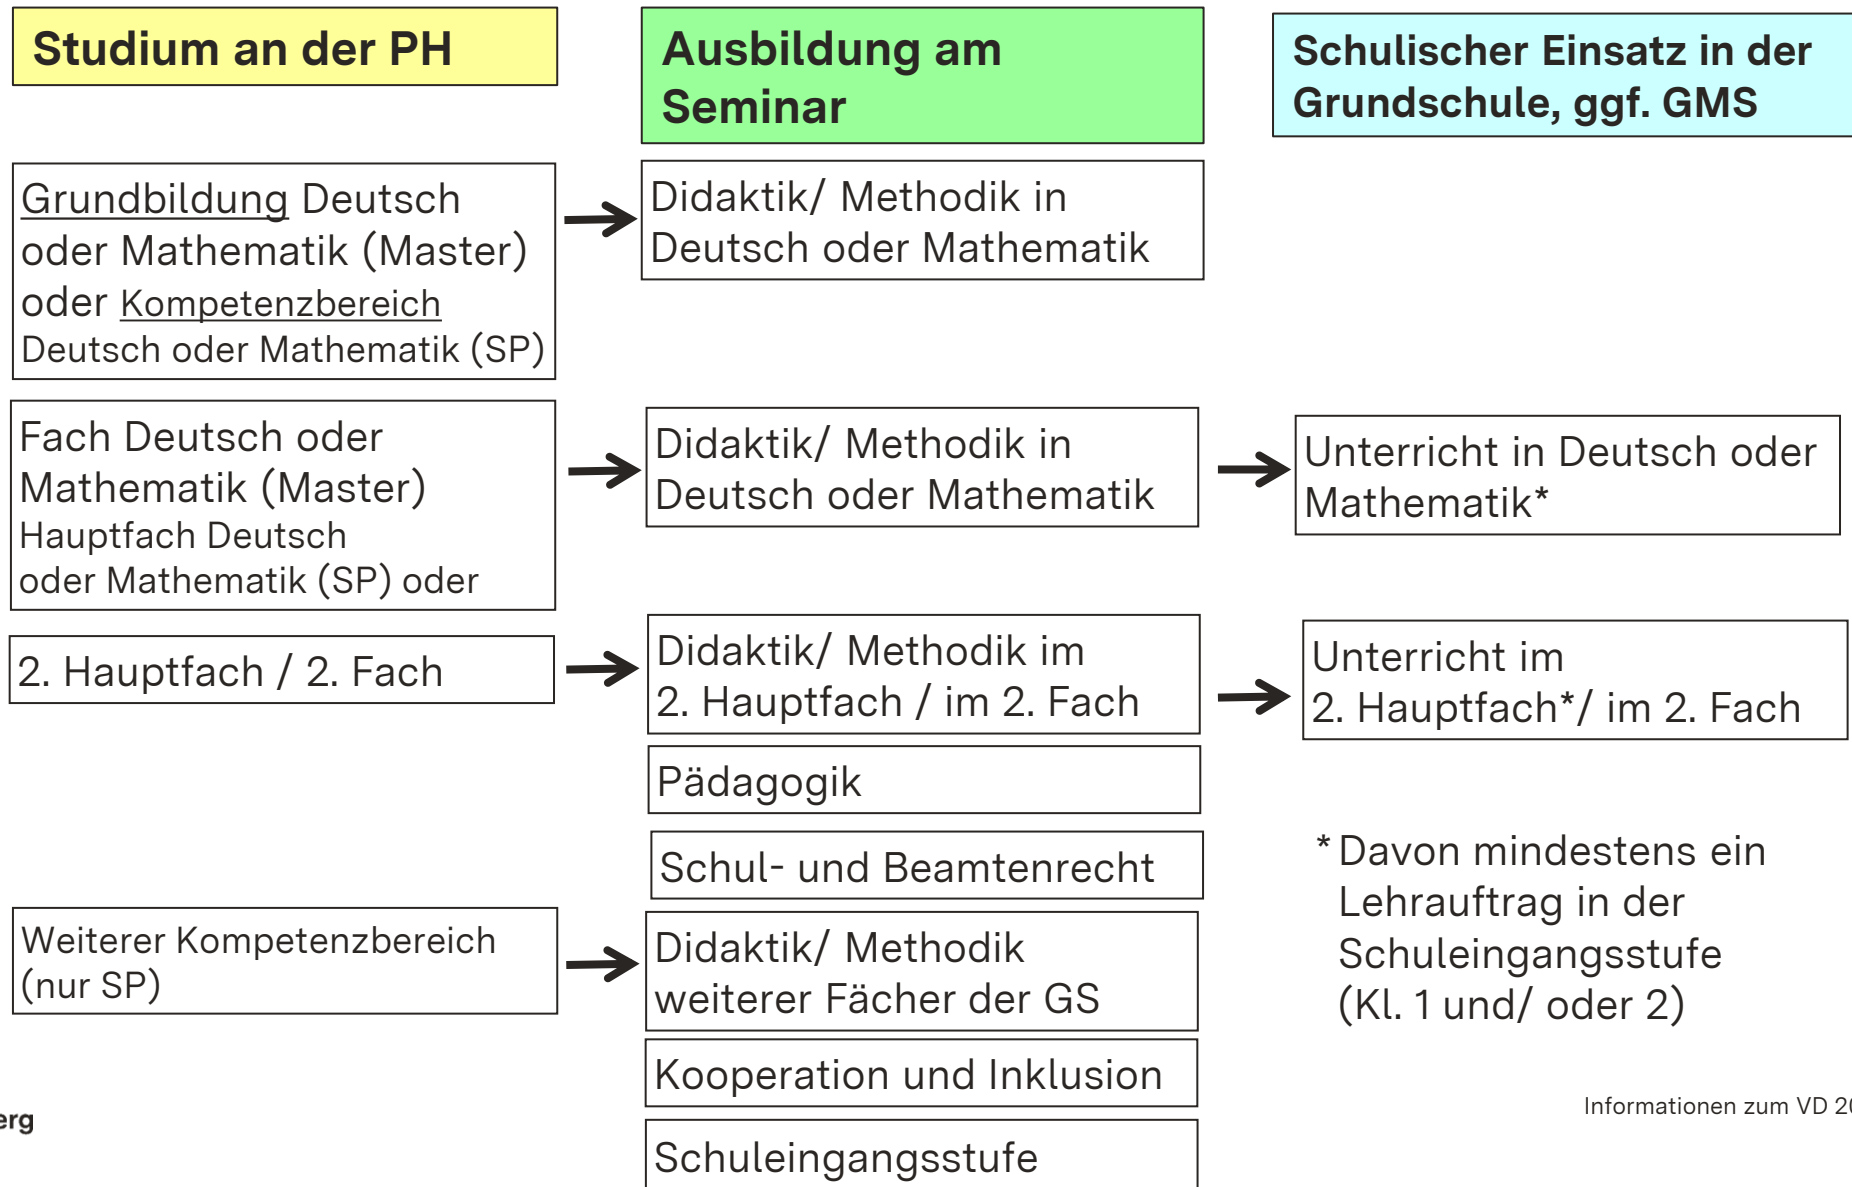 Studium an der PH
Ausbildung am
Seminar
Schulischer Einsatz in der
Grundschule, ggf. GMS
Grundbildung Deutsch
oder Mathematik (Master)
oder Kompetenzbereich
Deutsch oder Mathematik (SP)
Didaktik/ Methodik in
Deutsch oder Mathematik
Fach Deutsch oder
Mathematik (Master)
Hauptfach Deutsch
oder Mathematik (SP) oder
Didaktik/ Methodik in
Deutsch oder Mathematik
Unterricht in Deutsch oder
Mathematik*
2. Hauptfach / 2. Fach
Didaktik/ Methodik im
2. Hauptfach / im 2. Fach
Unterricht im
2. Hauptfach*/ im 2. Fach
Pädagogik
Schul- und Beamtenrecht
Weiterer Kompetenzbereich
(nur SP)
Didaktik/ Methodik
weiterer Fächer der GS
* Davon mindestens ein
Lehrauftrag in der
Schuleingangsstufe
(Kl. 1 und/ oder 2)
Kooperation und Inklusion
Schuleingangsstufe
erg
Informationen zum VD 20